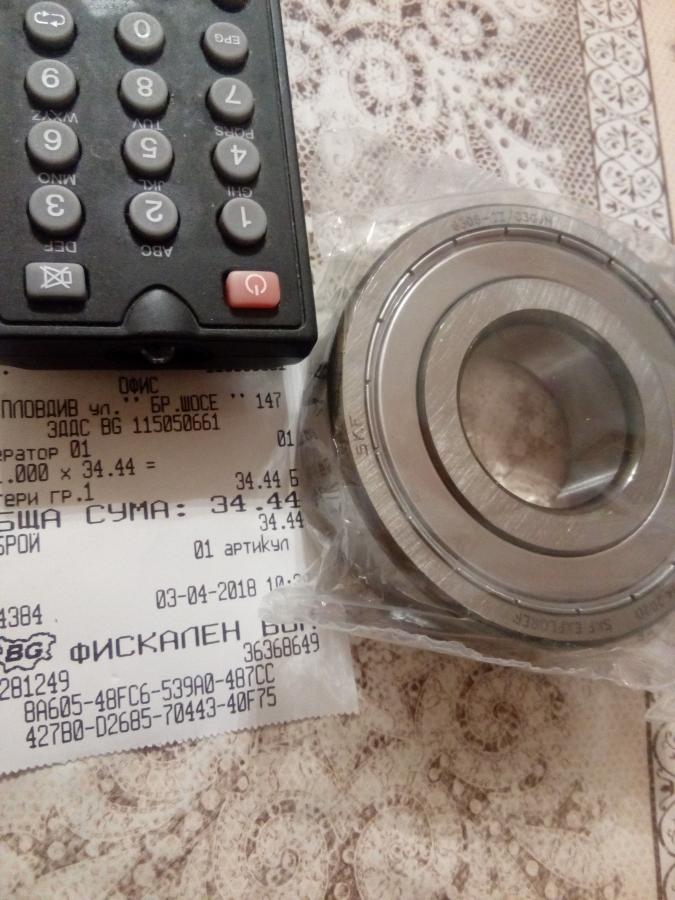 0
EPG
9
8
7
WXYZ
TUV
PQRS
6
5
4
MNO
JKL
GHI
3
2
1
DEF
ABC
ОФИС
ПЛОВДИВ ул." БР.ШОСЕ " 147
ЗДДС BG 115050661
ератор 01 01
.000 x 34.44 =
тери гр.1 34.44 Б
БЩА СУМА: 34.44
34.44
БРОЙ 01 артикул
03-04-2018
4384
BG ФИСКАЛЕН
36368649
281249
8A605-48FC6-539A0-487CC
427B0-D2685-70443-40F75
SKF
SKF EXPLORER